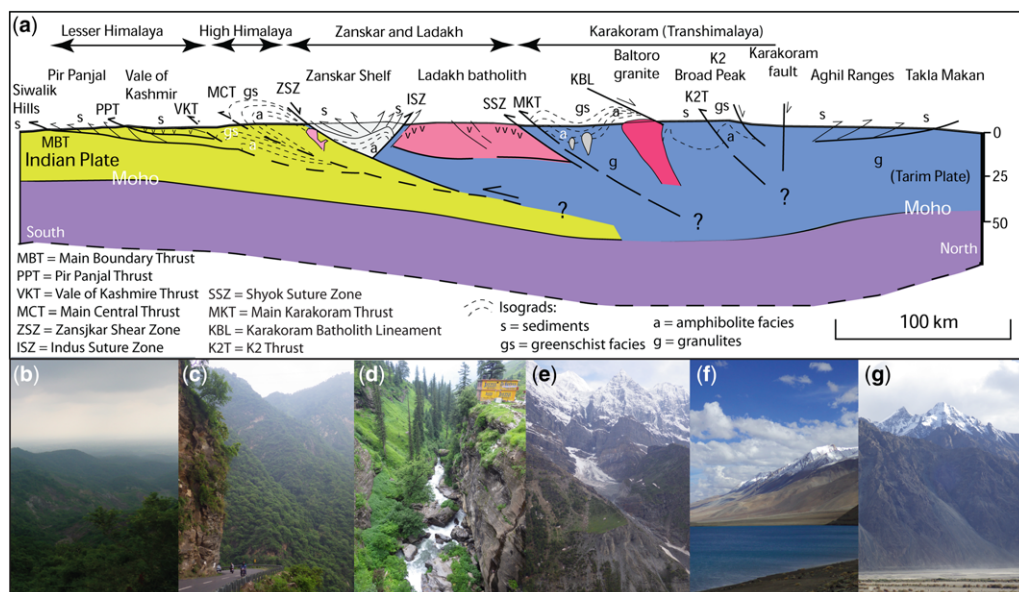 (a)
Lesser Himalaya High Himalaya Zanskar and Ladakh Karakoram (Transhimalaya)
Siwalik Hills
Pir Panjal
PPT
Vale of Kashmir
VKT
MCT
gs
a
ZSZ
Zanskar Shelf
ISZ
Ladakh batholith
SSZ
MKT
KBL
gs
a
Baltoro granite
K2
Broad Peak
K2T
gs
Karakoram fault
Aghil Ranges
Takla Makan
s
s
s
s
s
s
s
v v
v v v v
MBT
gs
a
a
a
g
g
Indian Plate
Moho
(Tarim Plate)
Moho
?
?
?
0
25
50
South
North
MBT = Main Boundary Thrust
PPT = Pir Panjal Thrust
VKT = Vale of Kashmire Thrust
MCT = Main Central Thrust
ZSZ = Zansjkar Shear Zone
ISZ = Indus Suture Zone
SSZ = Shyok Suture Zone
MKT = Main Karakoram Thrust
KBL = Karakoram Batholith Lineament
K2T = K2 Thrust
Isograds:
s = sediments
gs = greenschist facies
a = amphibolite facies
g = granulites
100 km
(b) (c) (d) (e) (f) (g)